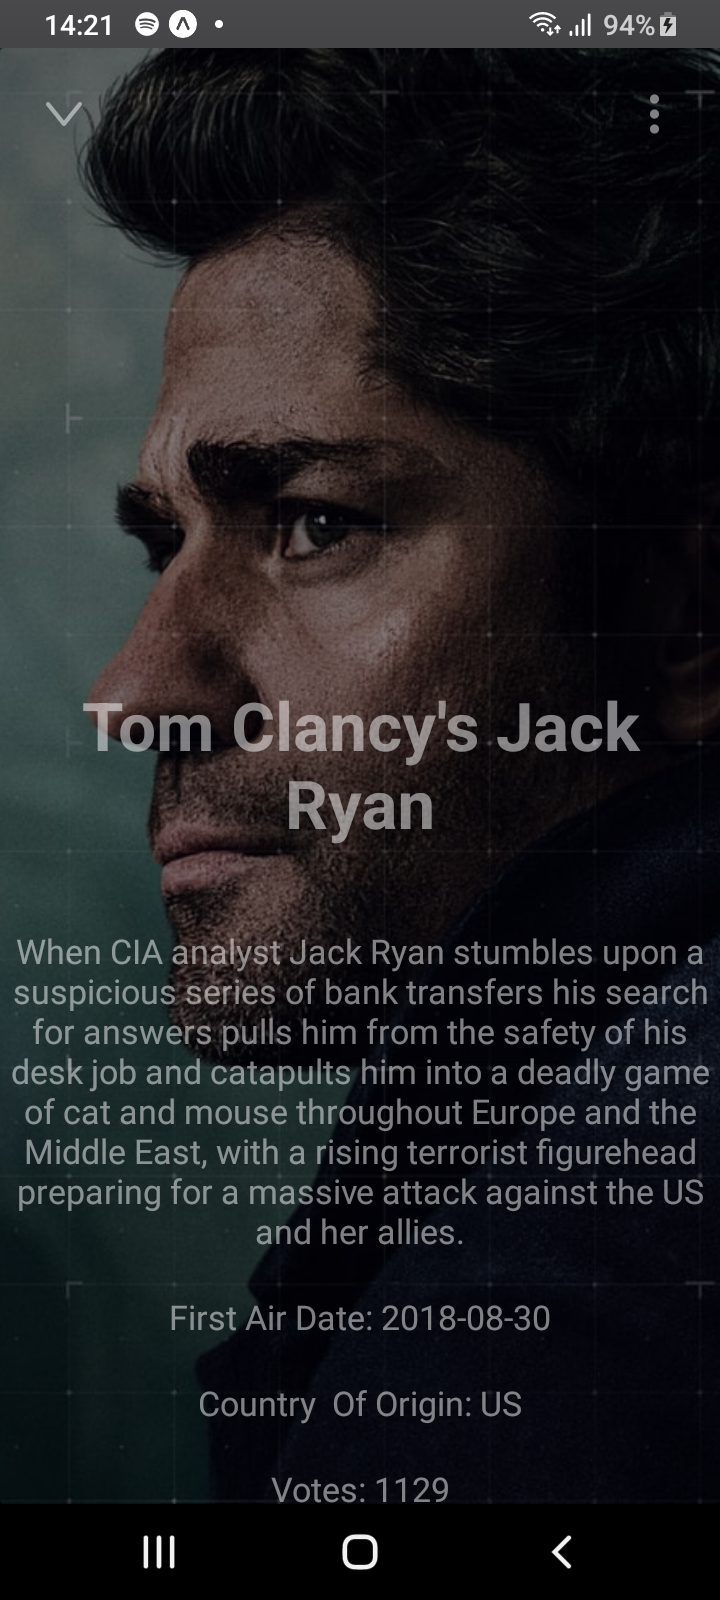 14:21
94%
Tom Clancy's Jack
Ryan
When CIA analyst Jack Ryan stumbles upon a
suspicious series of bank transfers his search
for answers pulls him from the safety of his
desk job and catapults him into a deadly game
of cat and mouse throughout Europe and the
Middle East, with a rising terrorist figurehead
preparing for a massive attack against the US
and her allies.
First Air Date: 2018-08-30
Country  Of Origin: US
Votes: 1129